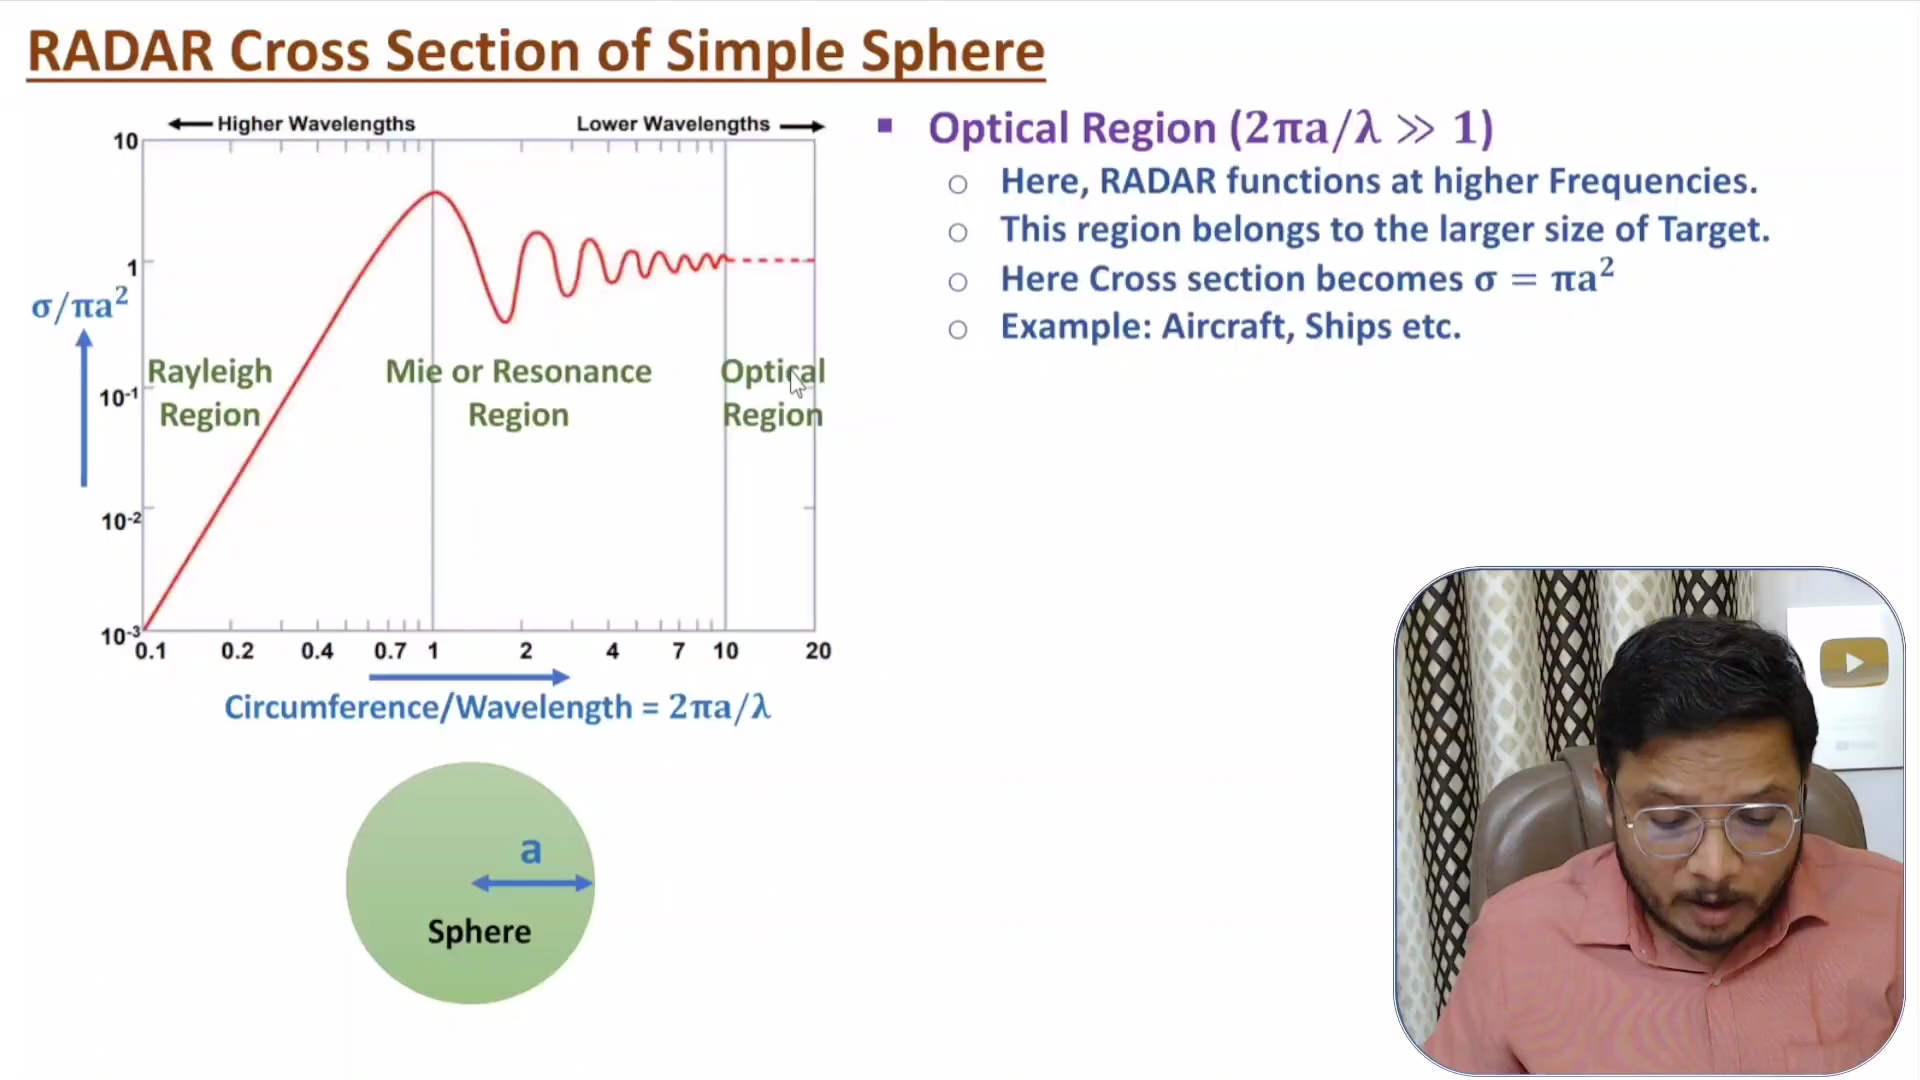 RADAR Cross Section of Simple Sphere
Higher Wavelengths
Lower Wavelengths
10
1
10⁻¹
10⁻²
10⁻³
σ/πa²
Rayleigh
Region
Mie or Resonance
Region
Optical
Region
0.1 0.2 0.4 0.7 1 2 4 7 10 20
Circumference/Wavelength = 2πa/λ
a
Sphere
▪ Optical Region (2πa/λ ≫ 1)
○ Here, RADAR functions at higher Frequencies.
○ This region belongs to the larger size of Target.
○ Here Cross section becomes σ = πa²
○ Example: Aircraft, Ships etc.